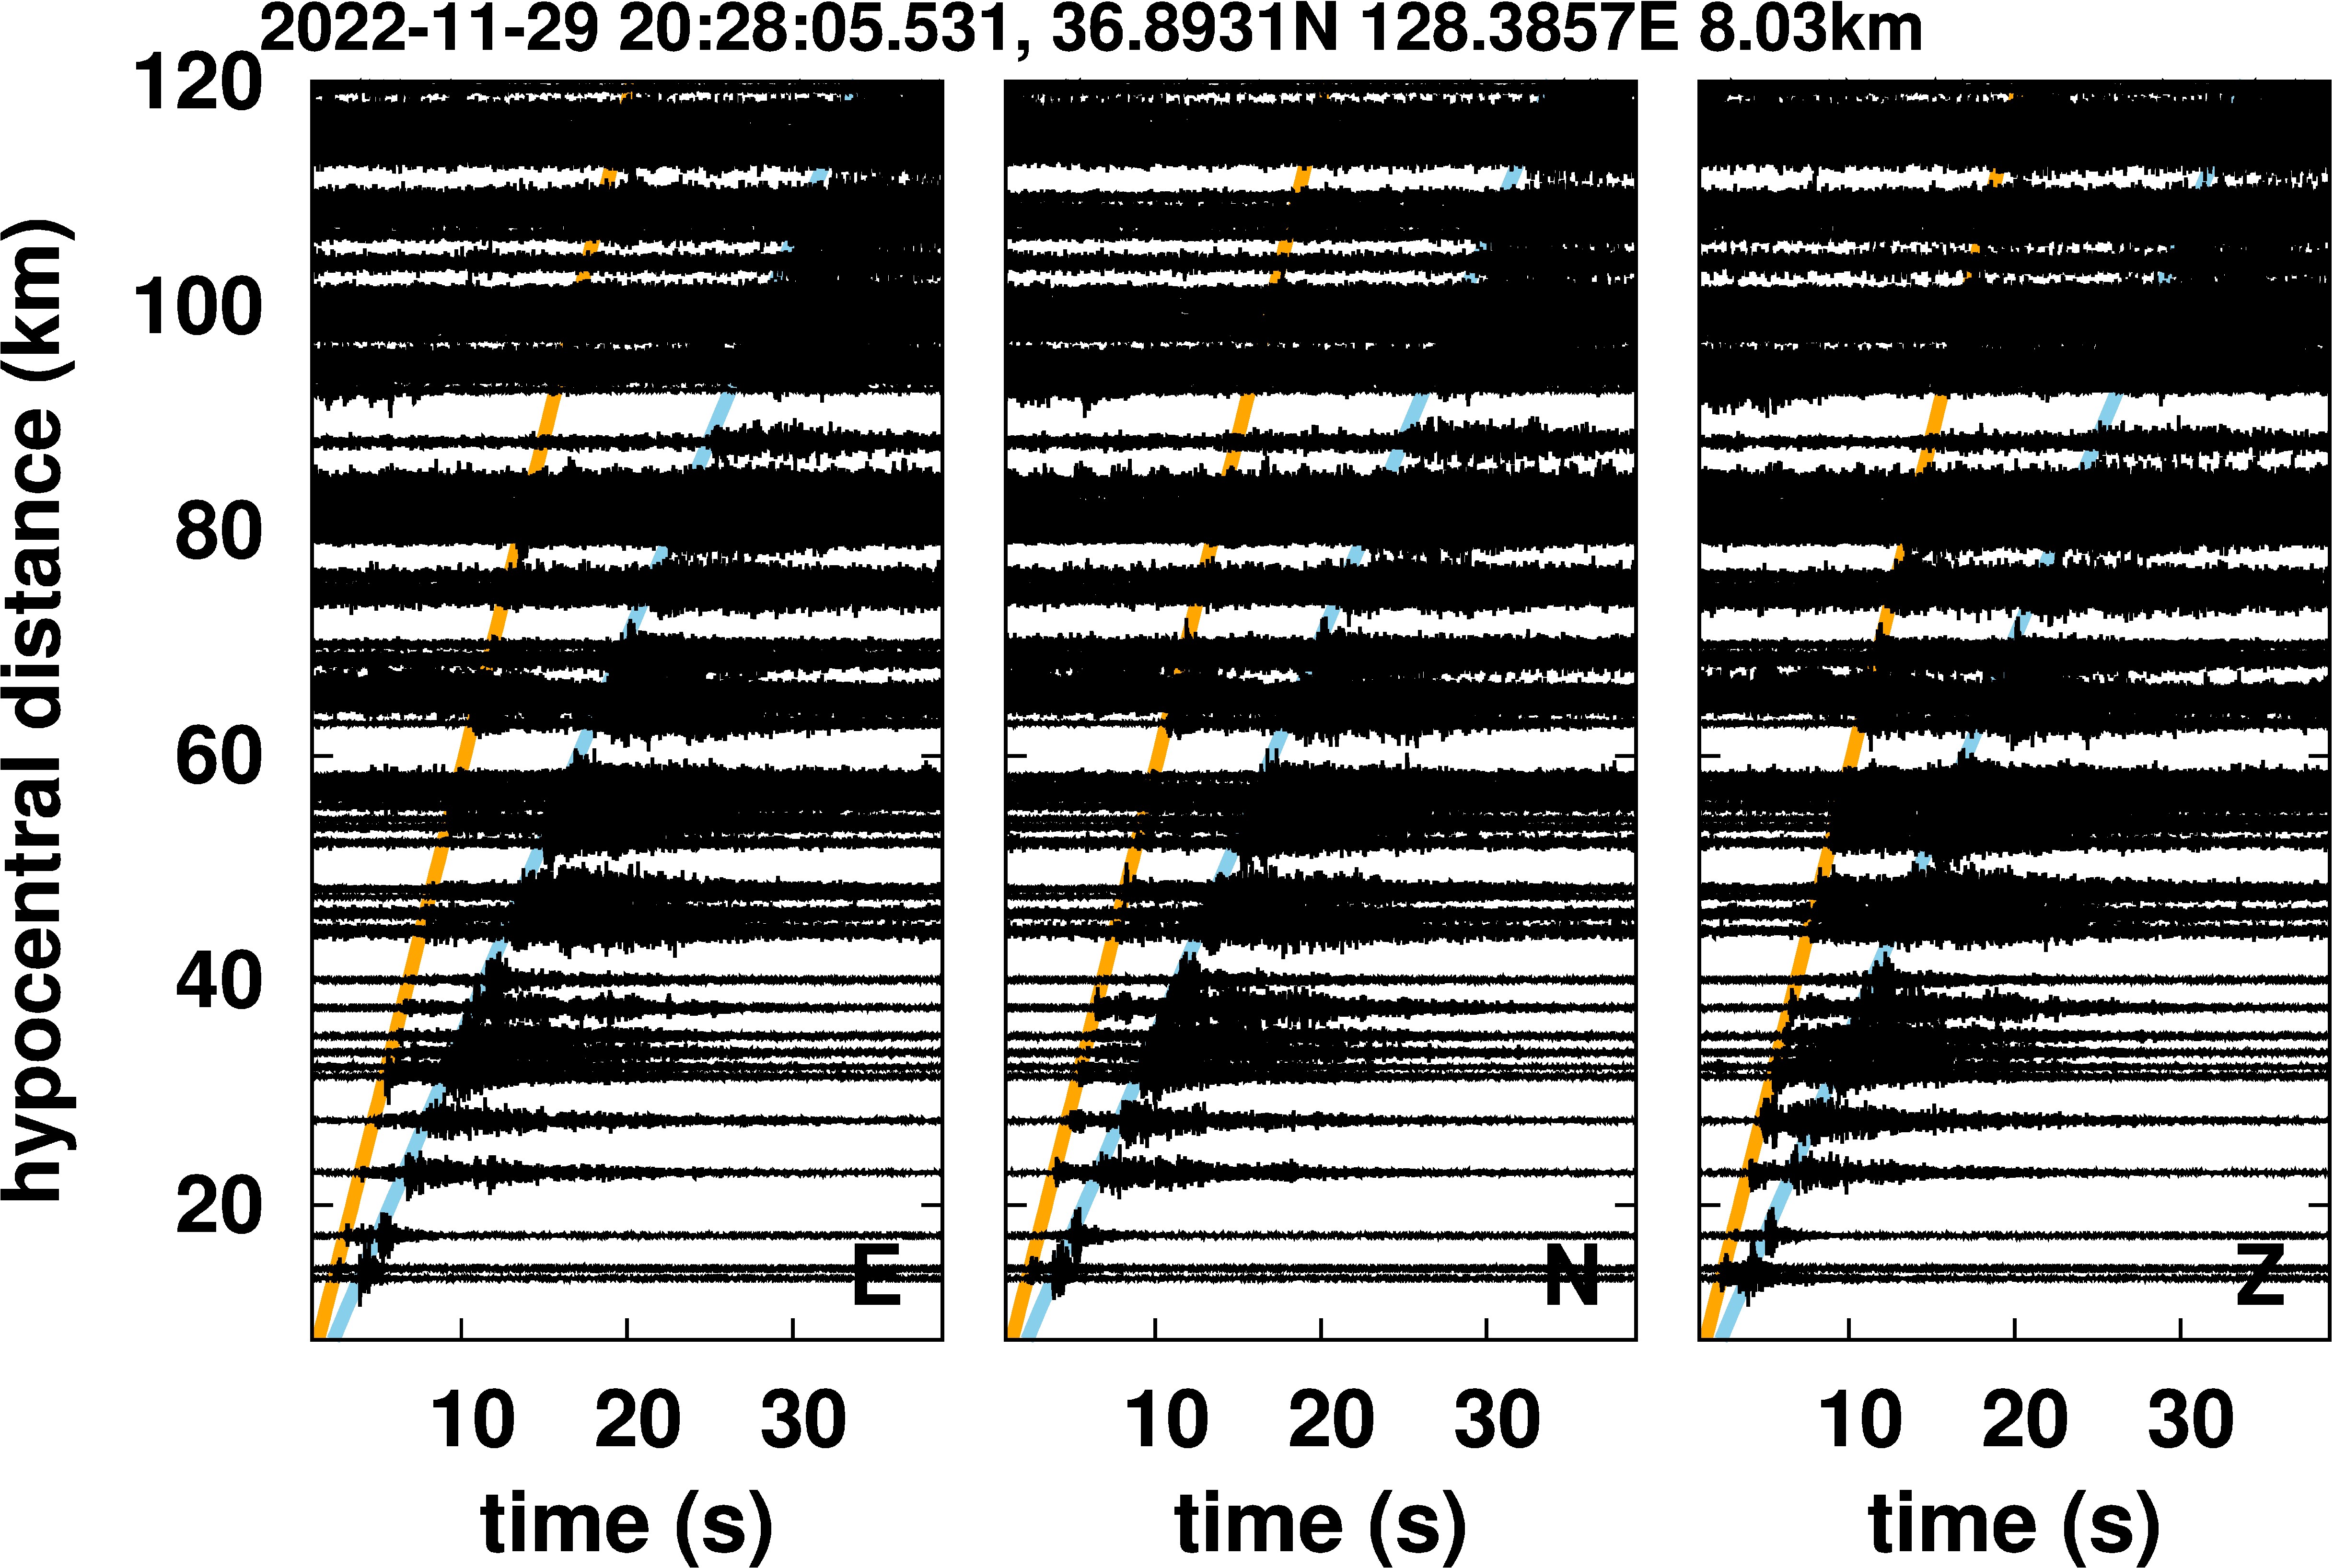 2022-11-29 20:28:05.531, 36.8931N 128.3857E 8.03km
hypocentral distance (km)
120
100
80
60
40
20
E
N
Z
10 20 30
10 20 30
10 20 30
time (s)
time (s)
time (s)